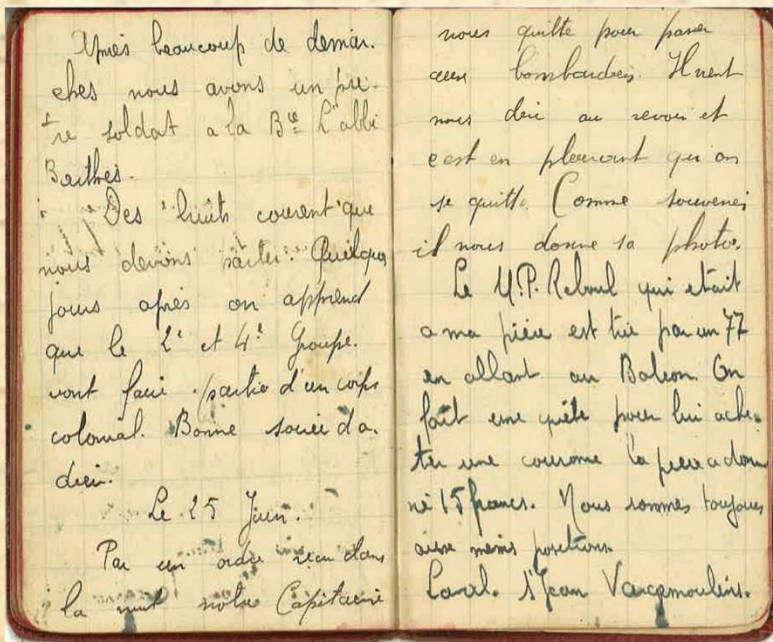 Après beaucoup de démar.
ches nous avons un prê.
tre soldat a la Bie L'abbé
Barthes.
Des bruits courent que
nous devions partir. Quelques
jours après on apprend
que le 2e et 4e Groupe.
vont faire partie d'un corps
colonial. Bonne soirée d'a.
dieu.
Le 25 Juin.
Par un ordre reçu dans
la nuit notre Capitaine
nous quitte pour passer
aux bombardiers. Il vient
nous dire au revoir et
c'est en pleurant qu'on
se quitte. Comme souvenir
il nous donne sa photo.
Le M.P. Reboul qui était
a ma pièce est tué par un 77
en allant au Balcon. On
fait une quête pour lui ache.
ter une couronne la pièce a don
né 15 francs. Nous sommes toujours
aux mêmes positions.
Laval. St Jean Vargemoulins.